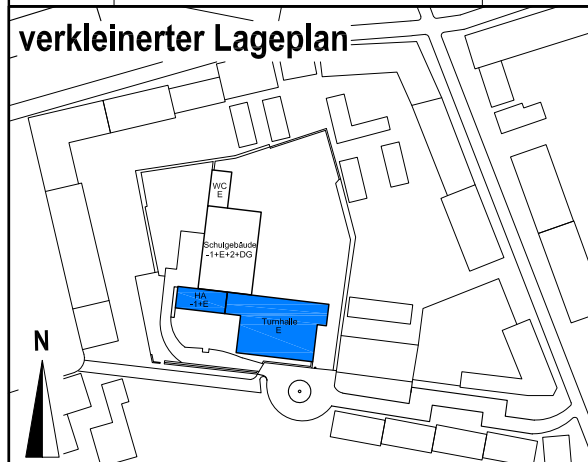 verkleinerter Lageplan
WC
E
Schulgebäude
-1+E+2+DG
HA
-1+E
Turnhalle
E
N